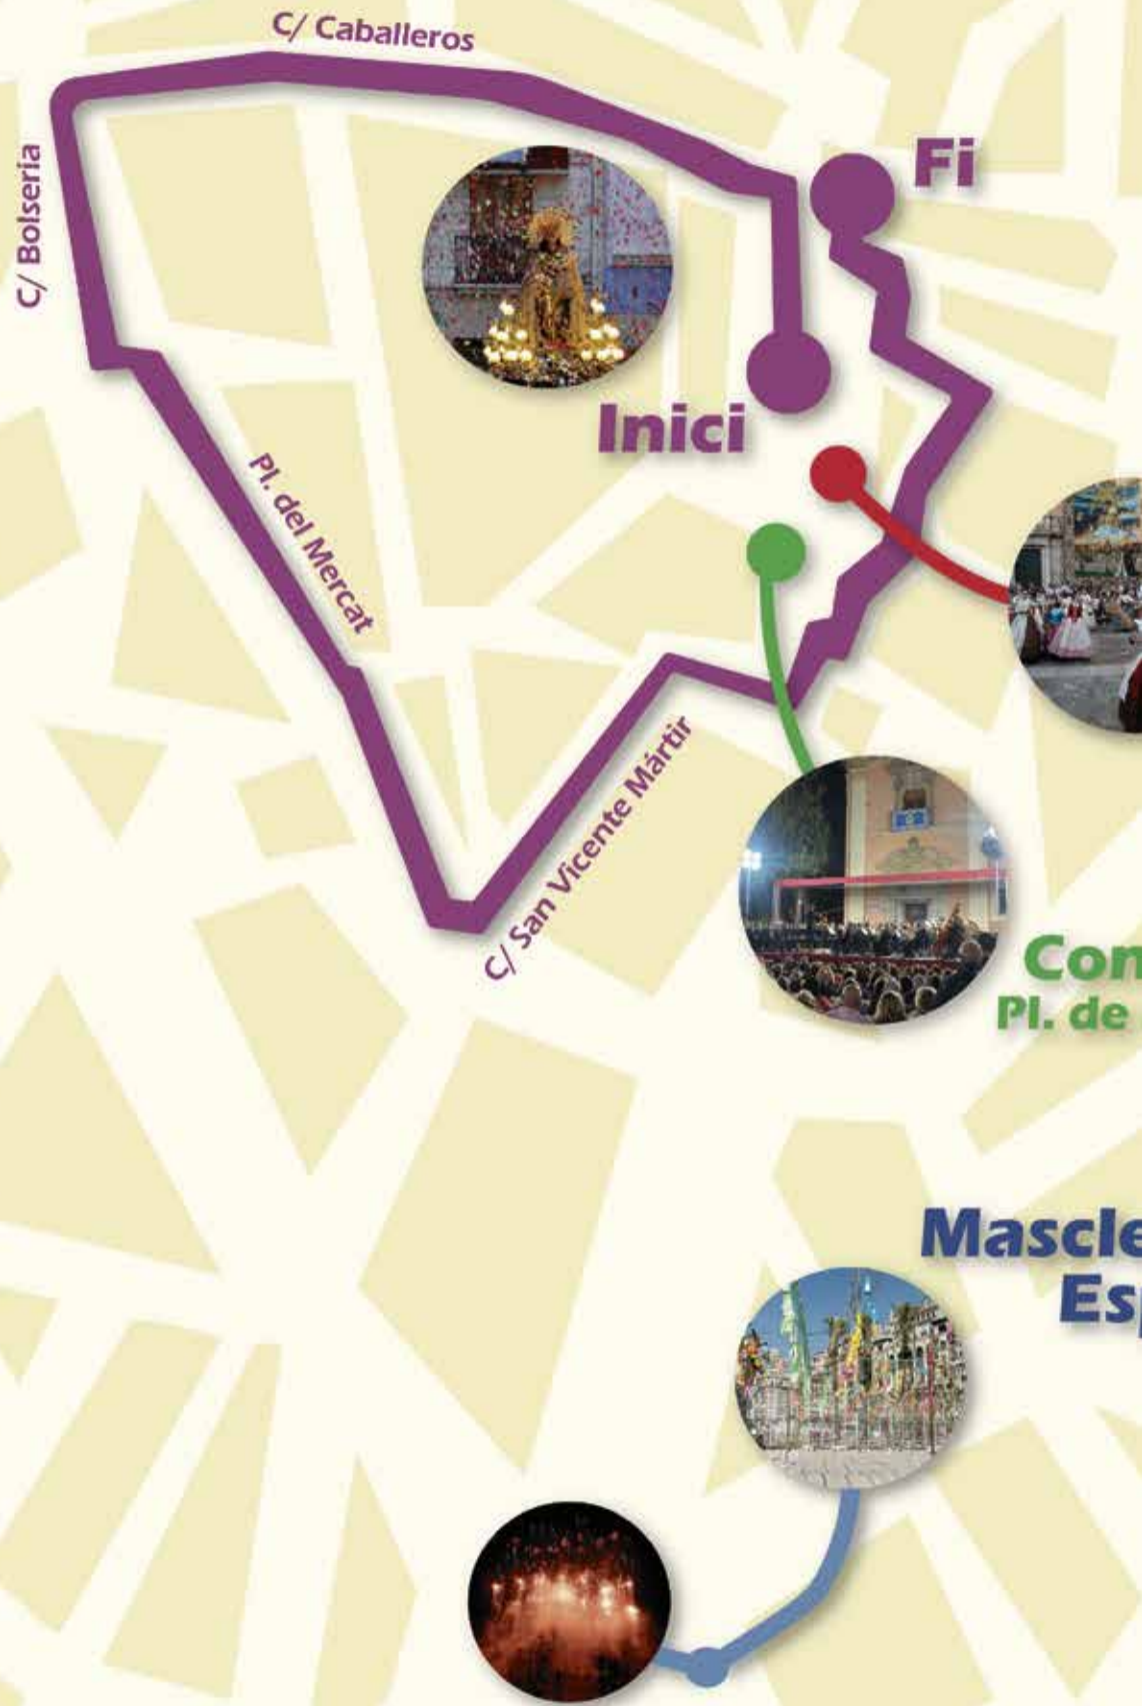 C/ Caballeros
C/ Bolseria
Fi
Inici
Pl. del Mercat
C/ San Vicente Mártir
Con
Pl. de
Mascle
Esp